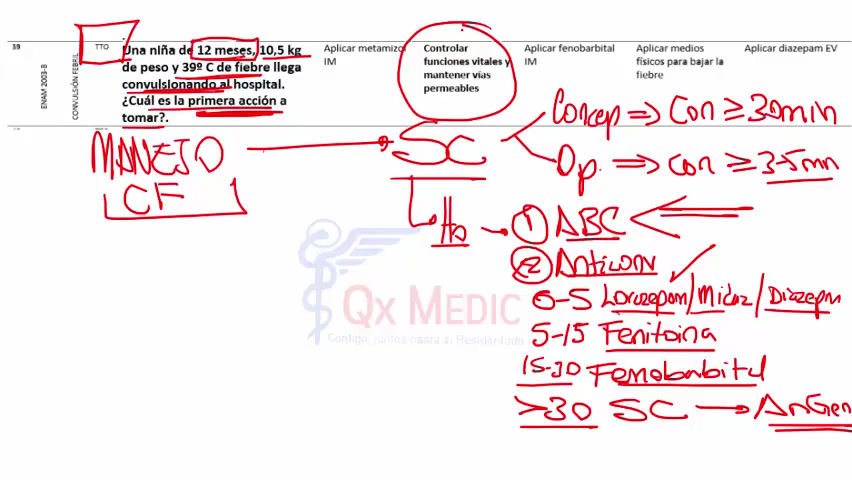 39
ENAM 2003-B
CONVULSIÓN FEBRIL
TTO
Una niña de 12 meses, 10,5 kg
de peso y 39º C de fiebre llega
convulsionando al hospital.
¿Cuál es la primera acción a
tomar?.
Aplicar metamizol
IM
Controlar
funciones vitales y
mantener vías
permeables
Aplicar fenobarbital
IM
Aplicar medios
físicos para bajar la
fiebre
Aplicar diazepam EV
MANEJO
CF
SC
Concep ⇒ Con ≥ 30min
Op. ⇒ con ≥ 3-5mn
Ho → ① ABC
② Anticonv
0-5 Lorazepam/Midaz/Diazepm
5-15 Fenitoina
15-30 Fenobarbital
>30 SC → AnGen
Qx MEDIC
Contigo, juntos hasta el Residentado